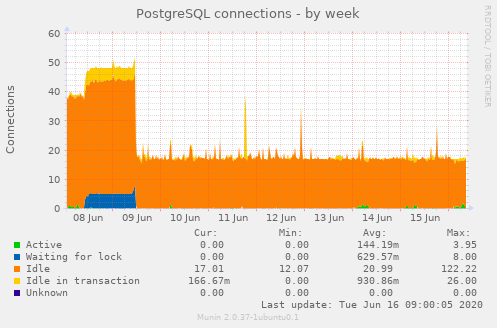 PostgreSQL connections - by week
RRDTOOL / TOBI OETIKER
Connections
60
50
40
30
20
10
0
08 Jun 09 Jun 10 Jun 11 Jun 12 Jun 13 Jun 14 Jun 15 Jun
Cur: Min: Avg: Max:
Active 0.00 0.00 144.19m 3.95
Waiting for lock 0.00 0.00 629.57m 8.00
Idle 17.01 12.07 20.99 122.22
Idle in transaction 166.67m 0.00 930.86m 26.00
Unknown 0.00 0.00 0.00 0.00
Last update: Tue Jun 16 09:00:05 2020
Munin 2.0.37-1ubuntu0.1